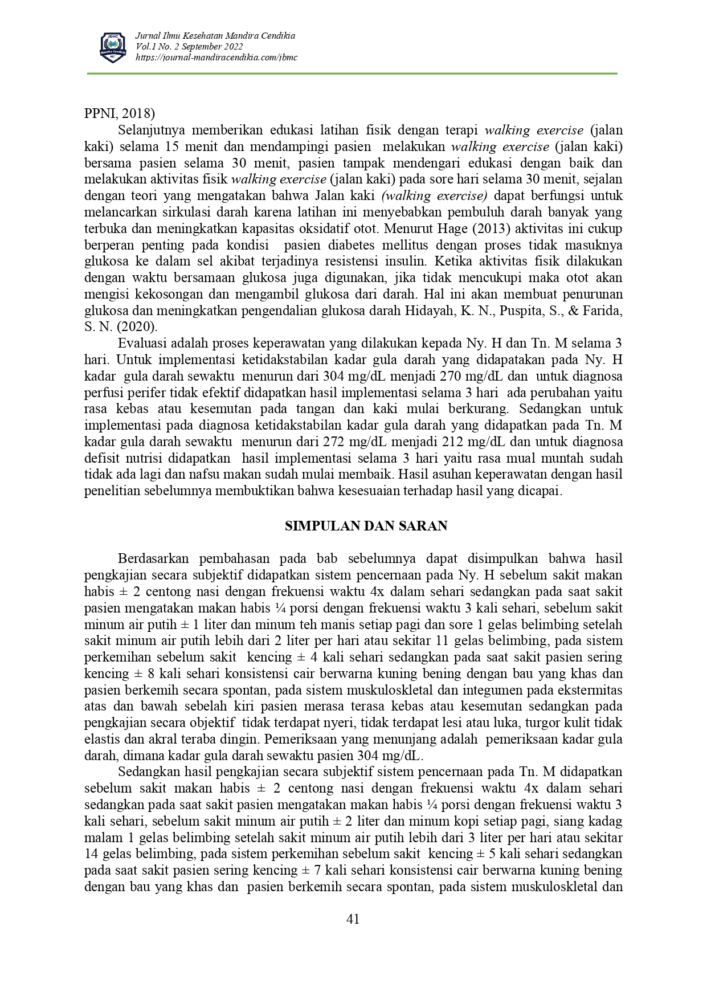 JBMC
Mandira Cendikia
MC
Jurnal Ilmu Kesehatan Mandira Cendikia
Vol.1 No. 2 September 2022
https://journal-mandiracendikia.com/jbmc
PPNI, 2018)
Selanjutnya memberikan edukasi latihan fisik dengan terapi walking exercise (jalan
kaki) selama 15 menit dan mendampingi pasien melakukan walking exercise (jalan kaki)
bersama pasien selama 30 menit, pasien tampak mendengari edukasi dengan baik dan
melakukan aktivitas fisik walking exercise (jalan kaki) pada sore hari selama 30 menit, sejalan
dengan teori yang mengatakan bahwa Jalan kaki (walking exercise) dapat berfungsi untuk
melancarkan sirkulasi darah karena latihan ini menyebabkan pembuluh darah banyak yang
terbuka dan meningkatkan kapasitas oksidatif otot. Menurut Hage (2013) aktivitas ini cukup
berperan penting pada kondisi pasien diabetes mellitus dengan proses tidak masuknya
glukosa ke dalam sel akibat terjadinya resistensi insulin. Ketika aktivitas fisik dilakukan
dengan waktu bersamaan glukosa juga digunakan, jika tidak mencukupi maka otot akan
mengisi kekosongan dan mengambil glukosa dari darah. Hal ini akan membuat penurunan
glukosa dan meningkatkan pengendalian glukosa darah Hidayah, K. N., Puspita, S., & Farida,
S. N. (2020).
Evaluasi adalah proses keperawatan yang dilakukan kepada Ny. H dan Tn. M selama 3
hari. Untuk implementasi ketidakstabilan kadar gula darah yang didapatakan pada Ny. H
kadar gula darah sewaktu menurun dari 304 mg/dL menjadi 270 mg/dL dan untuk diagnosa
perfusi perifer tidak efektif didapatkan hasil implementasi selama 3 hari ada perubahan yaitu
rasa kebas atau kesemutan pada tangan dan kaki mulai berkurang. Sedangkan untuk
implementasi pada diagnosa ketidakstabilan kadar gula darah yang didapatkan pada Tn. M
kadar gula darah sewaktu menurun dari 272 mg/dL menjadi 212 mg/dL dan untuk diagnosa
defisit nutrisi didapatkan hasil implementasi selama 3 hari yaitu rasa mual muntah sudah
tidak ada lagi dan nafsu makan sudah mulai membaik. Hasil asuhan keperawatan dengan hasil
penelitian sebelumnya membuktikan bahwa kesesuaian terhadap hasil yang dicapai.
SIMPULAN DAN SARAN
Berdasarkan pembahasan pada bab sebelumnya dapat disimpulkan bahwa hasil
pengkajian secara subjektif didapatkan sistem pencernaan pada Ny. H sebelum sakit makan
habis ± 2 centong nasi dengan frekuensi waktu 4x dalam sehari sedangkan pada saat sakit
pasien mengatakan makan habis ¼ porsi dengan frekuensi waktu 3 kali sehari, sebelum sakit
minum air putih ± 1 liter dan minum teh manis setiap pagi dan sore 1 gelas belimbing setelah
sakit minum air putih lebih dari 2 liter per hari atau sekitar 11 gelas belimbing, pada sistem
perkemihan sebelum sakit kencing ± 4 kali sehari sedangkan pada saat sakit pasien sering
kencing ± 8 kali sehari konsistensi cair berwarna kuning bening dengan bau yang khas dan
pasien berkemih secara spontan, pada sistem muskuloskletal dan integumen pada ekstermitas
atas dan bawah sebelah kiri pasien merasa terasa kebas atau kesemutan sedangkan pada
pengkajian secara objektif tidak terdapat nyeri, tidak terdapat lesi atau luka, turgor kulit tidak
elastis dan akral teraba dingin. Pemeriksaan yang menunjang adalah pemeriksaan kadar gula
darah, dimana kadar gula darah sewaktu pasien 304 mg/dL.
Sedangkan hasil pengkajian secara subjektif sistem pencernaan pada Tn. M didapatkan
sebelum sakit makan habis ± 2 centong nasi dengan frekuensi waktu 4x dalam sehari
sedangkan pada saat sakit pasien mengatakan makan habis ¼ porsi dengan frekuensi waktu 3
kali sehari, sebelum sakit minum air putih ± 2 liter dan minum kopi setiap pagi, siang kadag
malam 1 gelas belimbing setelah sakit minum air putih lebih dari 3 liter per hari atau sekitar
14 gelas belimbing, pada sistem perkemihan sebelum sakit kencing ± 5 kali sehari sedangkan
pada saat sakit pasien sering kencing ± 7 kali sehari konsistensi cair berwarna kuning bening
dengan bau yang khas dan pasien berkemih secara spontan, pada sistem muskuloskletal dan
41